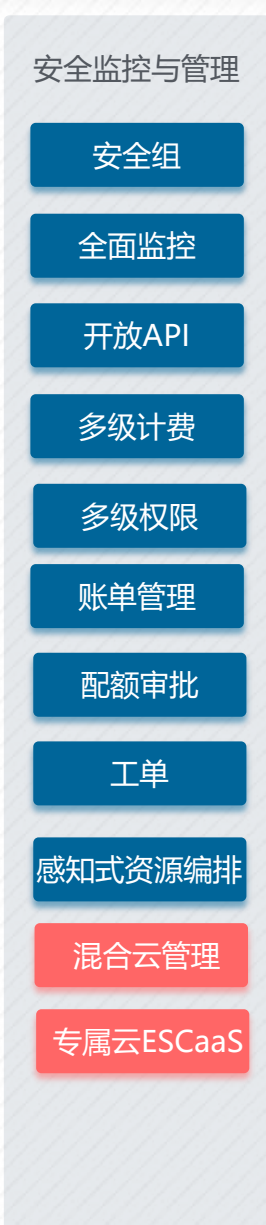 安全监控与管理
安全组
全面监控
开放API
多级计费
多级权限
账单管理
配额审批
工单
感知式资源编排
混合云管理
专属云ESCaaS